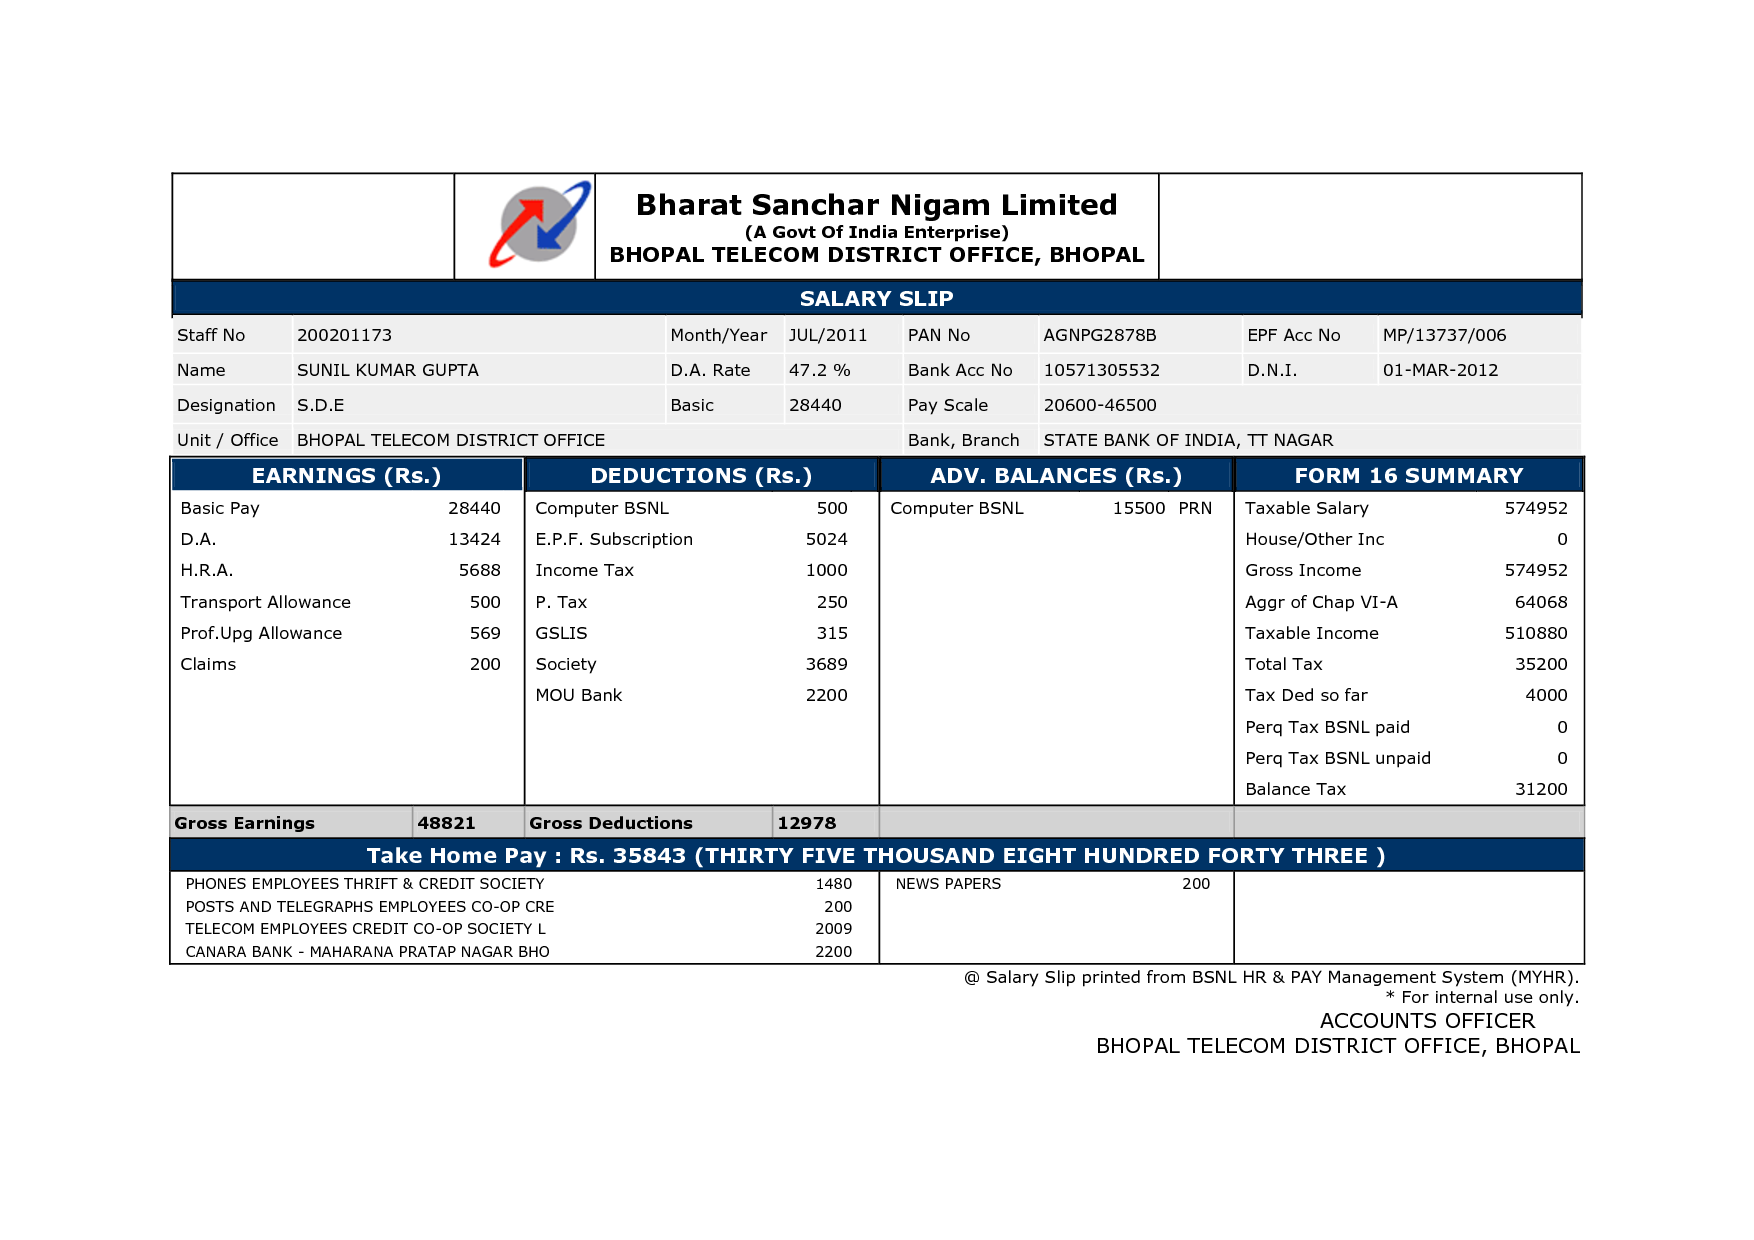 Bharat Sanchar Nigam Limited
(A Govt Of India Enterprise)
BHOPAL TELECOM DISTRICT OFFICE, BHOPAL
SALARY SLIP
Staff No 200201173 Month/Year JUL/2011 PAN No AGNPG2878B EPF Acc No MP/13737/006
Name SUNIL KUMAR GUPTA D.A. Rate 47.2 % Bank Acc No 10571305532 D.N.I. 01-MAR-2012
Designation S.D.E Basic 28440 Pay Scale 20600-46500
Unit / Office BHOPAL TELECOM DISTRICT OFFICE Bank, Branch STATE BANK OF INDIA, TT NAGAR
EARNINGS (Rs.) DEDUCTIONS (Rs.) ADV. BALANCES (Rs.) FORM 16 SUMMARY
Basic Pay 28440 Computer BSNL 500 Computer BSNL 15500 PRN Taxable Salary 574952
D.A. 13424 E.P.F. Subscription 5024 House/Other Inc 0
H.R.A. 5688 Income Tax 1000 Gross Income 574952
Transport Allowance 500 P. Tax 250 Aggr of Chap VI-A 64068
Prof.Upg Allowance 569 GSLIS 315 Taxable Income 510880
Claims 200 Society 3689 Total Tax 35200
MOU Bank 2200 Tax Ded so far 4000
Perq Tax BSNL paid 0
Perq Tax BSNL unpaid 0
Balance Tax 31200
Gross Earnings 48821 Gross Deductions 12978
Take Home Pay : Rs. 35843 (THIRTY FIVE THOUSAND EIGHT HUNDRED FORTY THREE )
PHONES EMPLOYEES THRIFT & CREDIT SOCIETY 1480 NEWS PAPERS 200
POSTS AND TELEGRAPHS EMPLOYEES CO-OP CRE 200
TELECOM EMPLOYEES CREDIT CO-OP SOCIETY L 2009
CANARA BANK - MAHARANA PRATAP NAGAR BHO 2200
@ Salary Slip printed from BSNL HR & PAY Management System (MYHR).
* For internal use only.
ACCOUNTS OFFICER
BHOPAL TELECOM DISTRICT OFFICE, BHOPAL